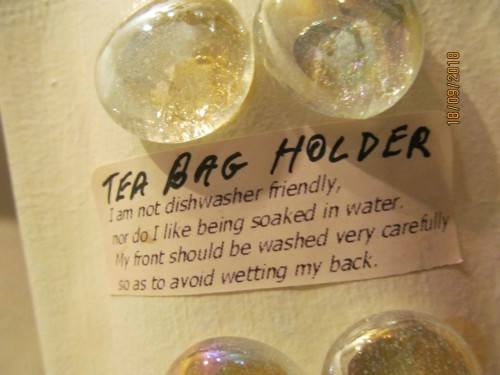 TEA BAG HOLDER
I am not dishwasher friendly,
nor do I like being soaked in water.
My front should be washed very carefully
so as to avoid wetting my back.
18/09/2018